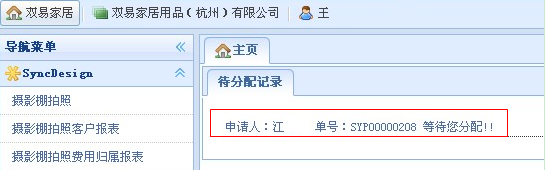 双易家居 双易家居用品(杭州)有限公司 王
导航菜单 主页
SyncDesign 待分配记录
摄影棚拍照
申请人:江 单号:SYP00000208 等待您分配!!
摄影棚拍照客户报表
摄影棚拍照费用归属报表